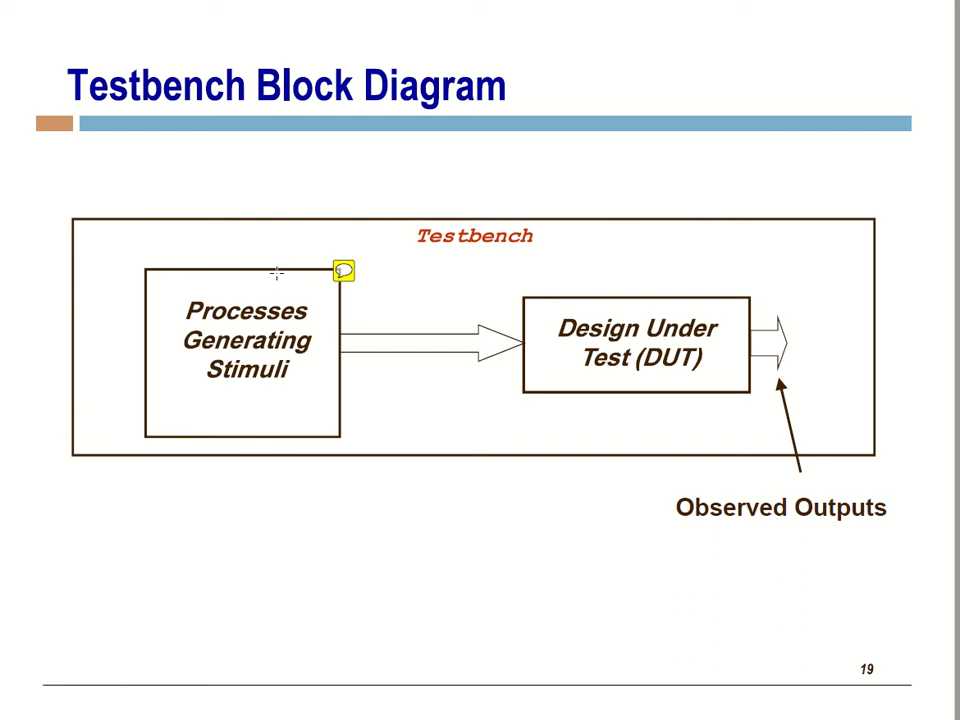 Testbench Block Diagram
Testbench
Processes
Generating
Stimuli
Design Under
Test (DUT)
Observed Outputs
19